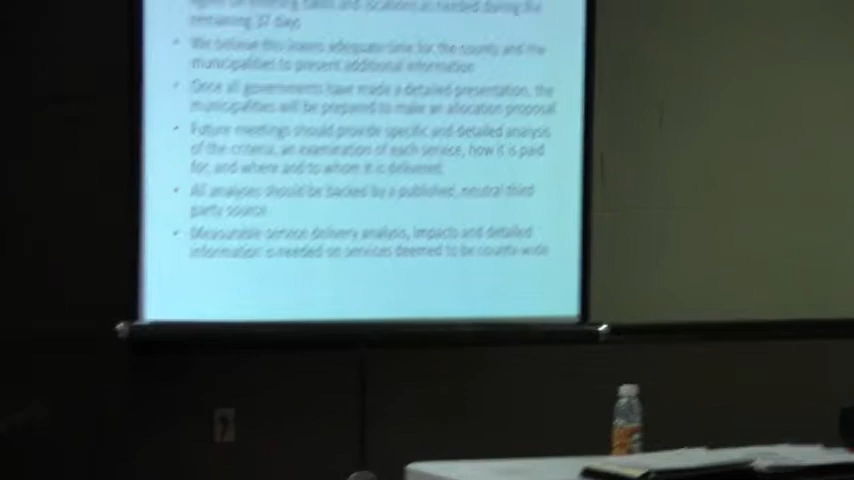 remaining 37 days
We believe this leaves adequate time for the county and the
municipalities to present additional information
Once all governments have made a detailed presentation, the
municipalities will be prepared to make an allocation proposal
Future meetings should provide specific and detailed analysis
of the criteria, an examination of each service, how it is paid
for, and where and to whom it is delivered
All analyses should be backed by a published, neutral third
party source
Measurable service delivery analysis, impacts and detailed
information is needed on services deemed to be county-wide